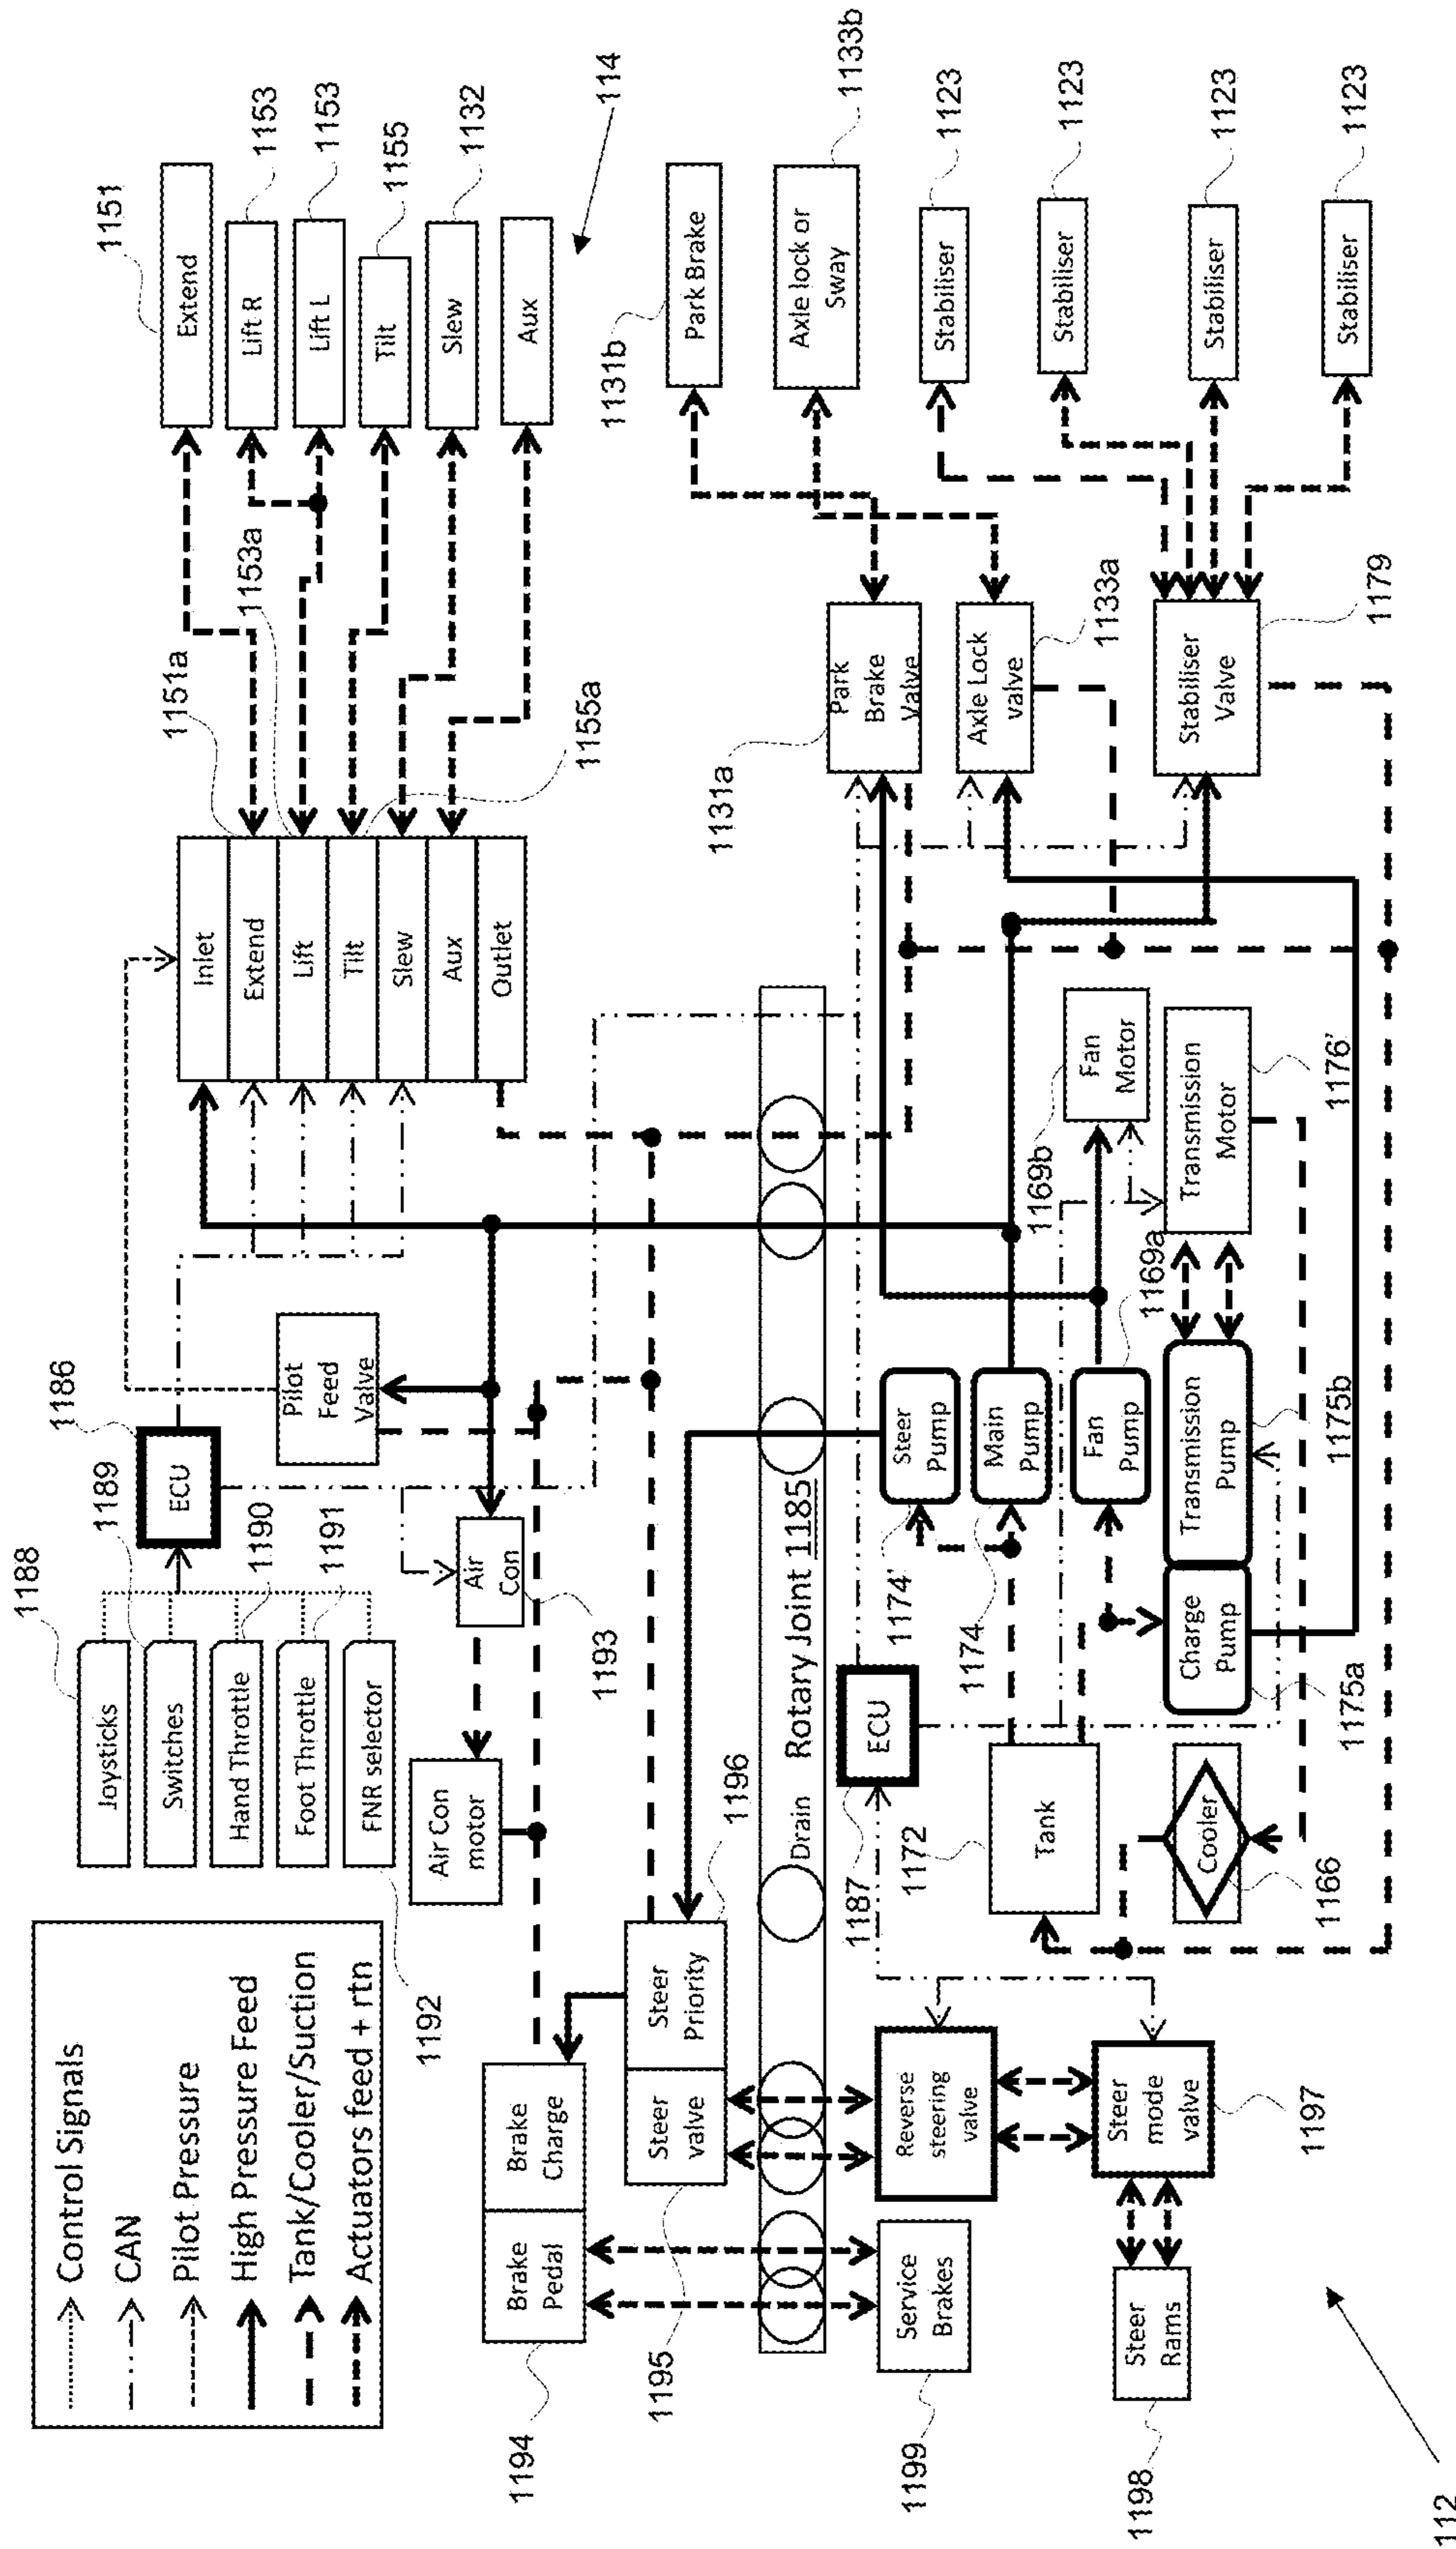 Control Signals
CAN
Pilot Pressure
High Pressure Feed
Tank/Cooler/Suction
Actuators feed + rtn
1188
Joysticks
1189
Switches
Hand Throttle
1190
Foot Throttle
1191
FNR selector
1192
1186
ECU
Pilot
Feed
Valve
Air
Con
1193
Air Con
motor
Inlet
Extend
Lift
Tilt
Slew
Aux
Outlet
1151a
1153a
1155a
1151
Extend
Lift R
1153
Lift L
1153
Tilt
1155
Slew
1132
Aux
114
Brake
Pedal
Brake
Charge
1194
Steer
valve
Steer
Priority
1195
1196
Drain
Rotary Joint 1185
1131b
Park Brake
Axle lock or
Sway
1133b
Stabiliser
1123
Stabiliser
1123
Stabiliser
1123
Stabiliser
1123
1131a
Park
Brake
Valve
Axle Lock
valve
1133a
Stabiliser
Valve
1179
Service
Brakes
1199
Reverse
steering
valve
Steer
mode
valve
1197
Steer
Rams
1198
1187
ECU
1172
Tank
Cooler
1166
1174'
Steer
Pump
1174
Main
Pump
Fan
Pump
1169a
1169b
Fan
Motor
Charge
Pump
1175a
Transmission
Pump
1175b
Transmission
Motor
1176'
112